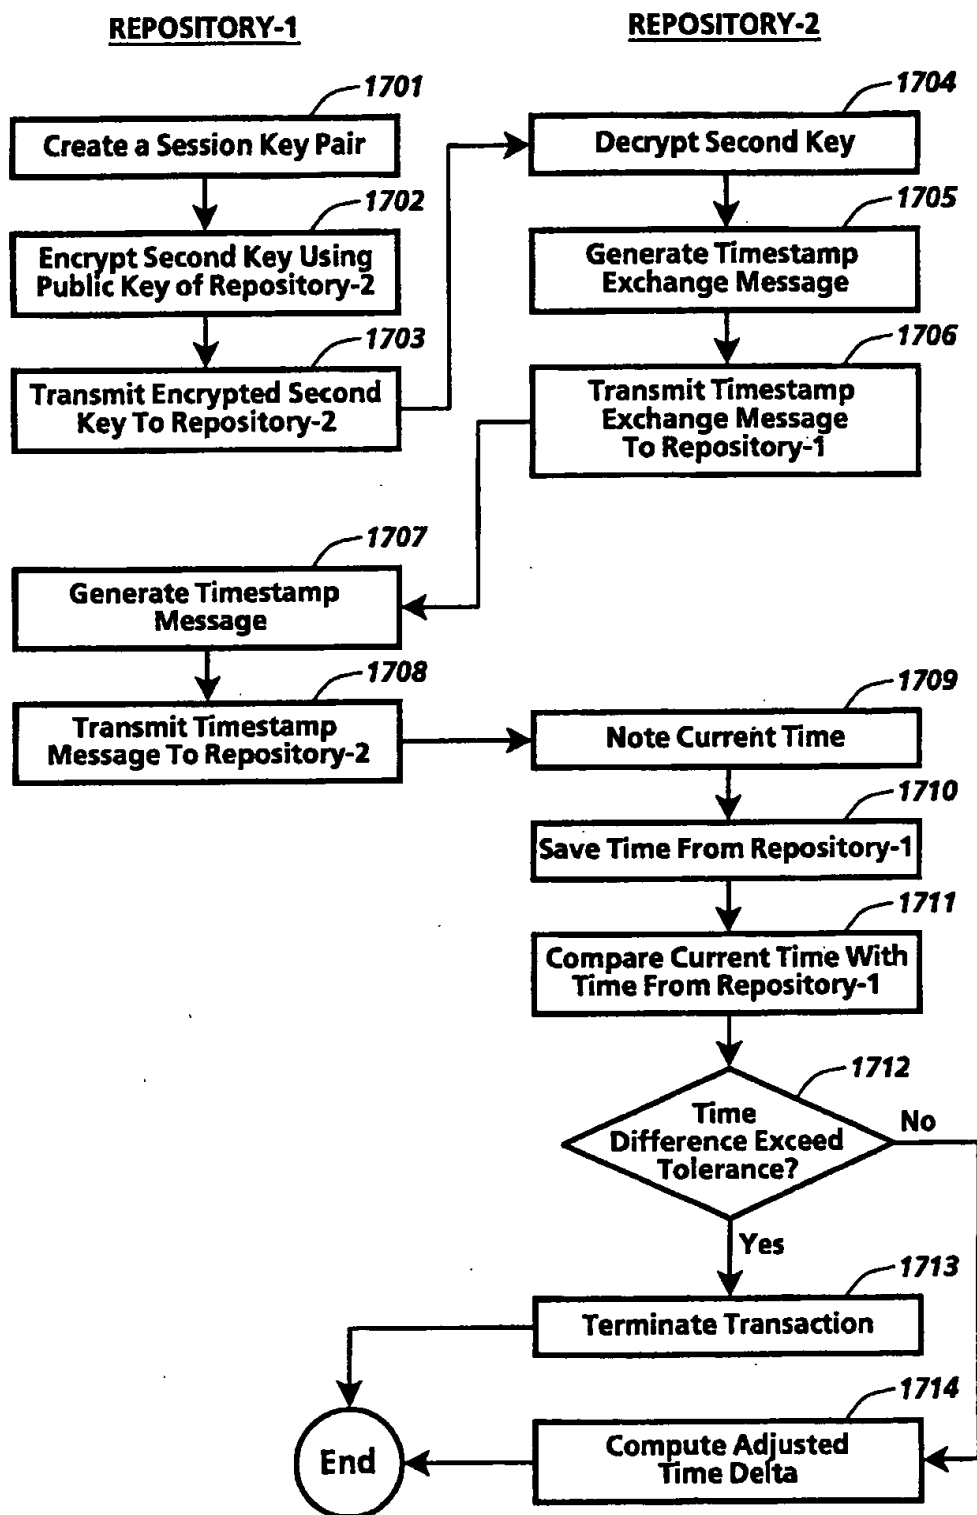 REPOSITORY-1
REPOSITORY-2
1701
Create a Session Key Pair
1702
Encrypt Second Key Using
Public Key of Repository-2
1703
Transmit Encrypted Second
Key To Repository-2
1704
Decrypt Second Key
1705
Generate Timestamp
Exchange Message
1706
Transmit Timestamp
Exchange Message
To Repository-1
1707
Generate Timestamp
Message
1708
Transmit Timestamp
Message To Repository-2
1709
Note Current Time
1710
Save Time From Repository-1
1711
Compare Current Time With
Time From Repository-1
1712
Time
Difference Exceed
Tolerance?
No
Yes
1713
Terminate Transaction
1714
Compute Adjusted
Time Delta
End